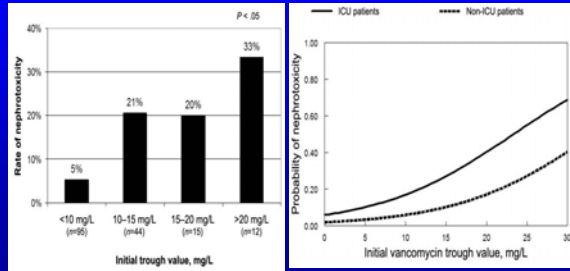 P < .05
Rate of nephrotoxicity
40%
30%
20%
10%
0%
5%
21%
20%
33%
<10 mg/L
(n=95)
10–15 mg/L
(n=44)
15–20 mg/L
(n=15)
>20 mg/L
(n=12)
Initial trough value, mg/L
ICU patients
Non-ICU patients
Probability of nephrotoxicity
1.00
0.80
0.60
0.40
0.20
0.00
0 5 10 15 20 25 30
Initial vancomycin trough value, mg/L